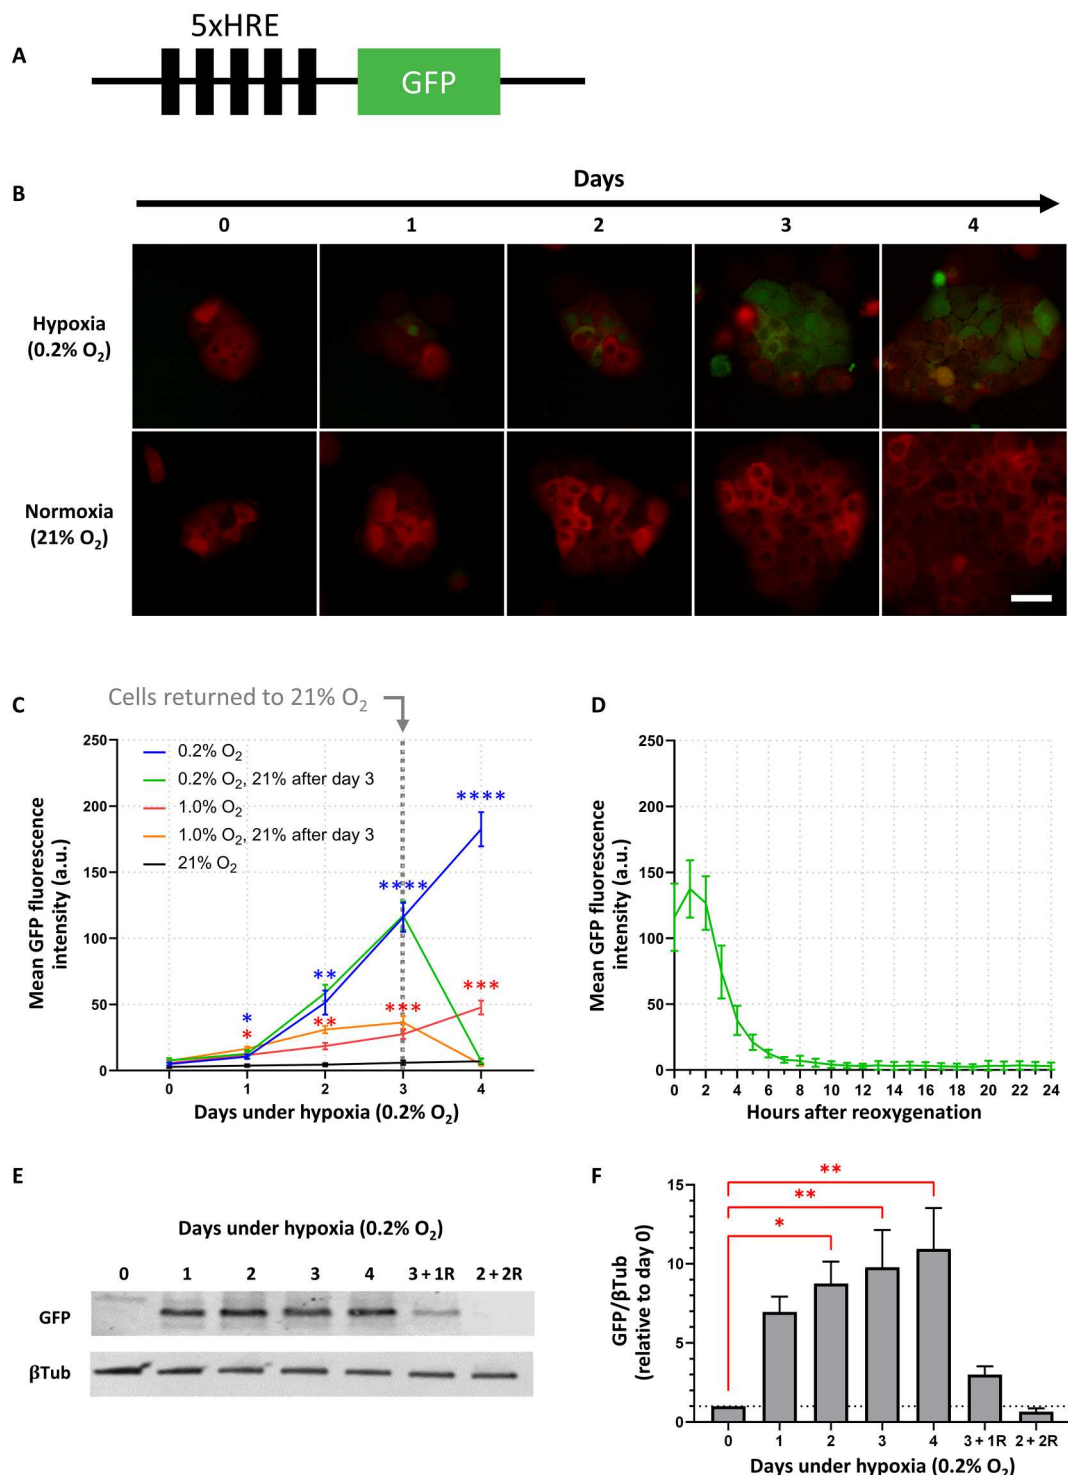 A
5xHRE
GFP
B
Days
0 1 2 3 4
Hypoxia
(0.2% O₂)
Normoxia
(21% O₂)
C
Cells returned to 21% O₂
Mean GFP fluorescence
intensity (a.u.)
250
200
150
100
50
0
0.2% O₂
0.2% O₂, 21% after day 3
1.0% O₂
1.0% O₂, 21% after day 3
21% O₂
*
*
**
**
****
***
****
***
0 1 2 3 4
Days under hypoxia (0.2% O₂)
D
Mean GFP fluorescence
intensity (a.u.)
250
200
150
100
50
0
0 2 4 6 8 10 12 14 16 18 20 22 24
Hours after reoxygenation
E
Days under hypoxia (0.2% O₂)
0 1 2 3 4 3 + 1R 2 + 2R
GFP
βTub
F
GFP/βTub
(relative to day 0)
15
10
5
0
**
**
*
0 1 2 3 4 3 + 1R 2 + 2R
Days under hypoxia (0.2% O₂)